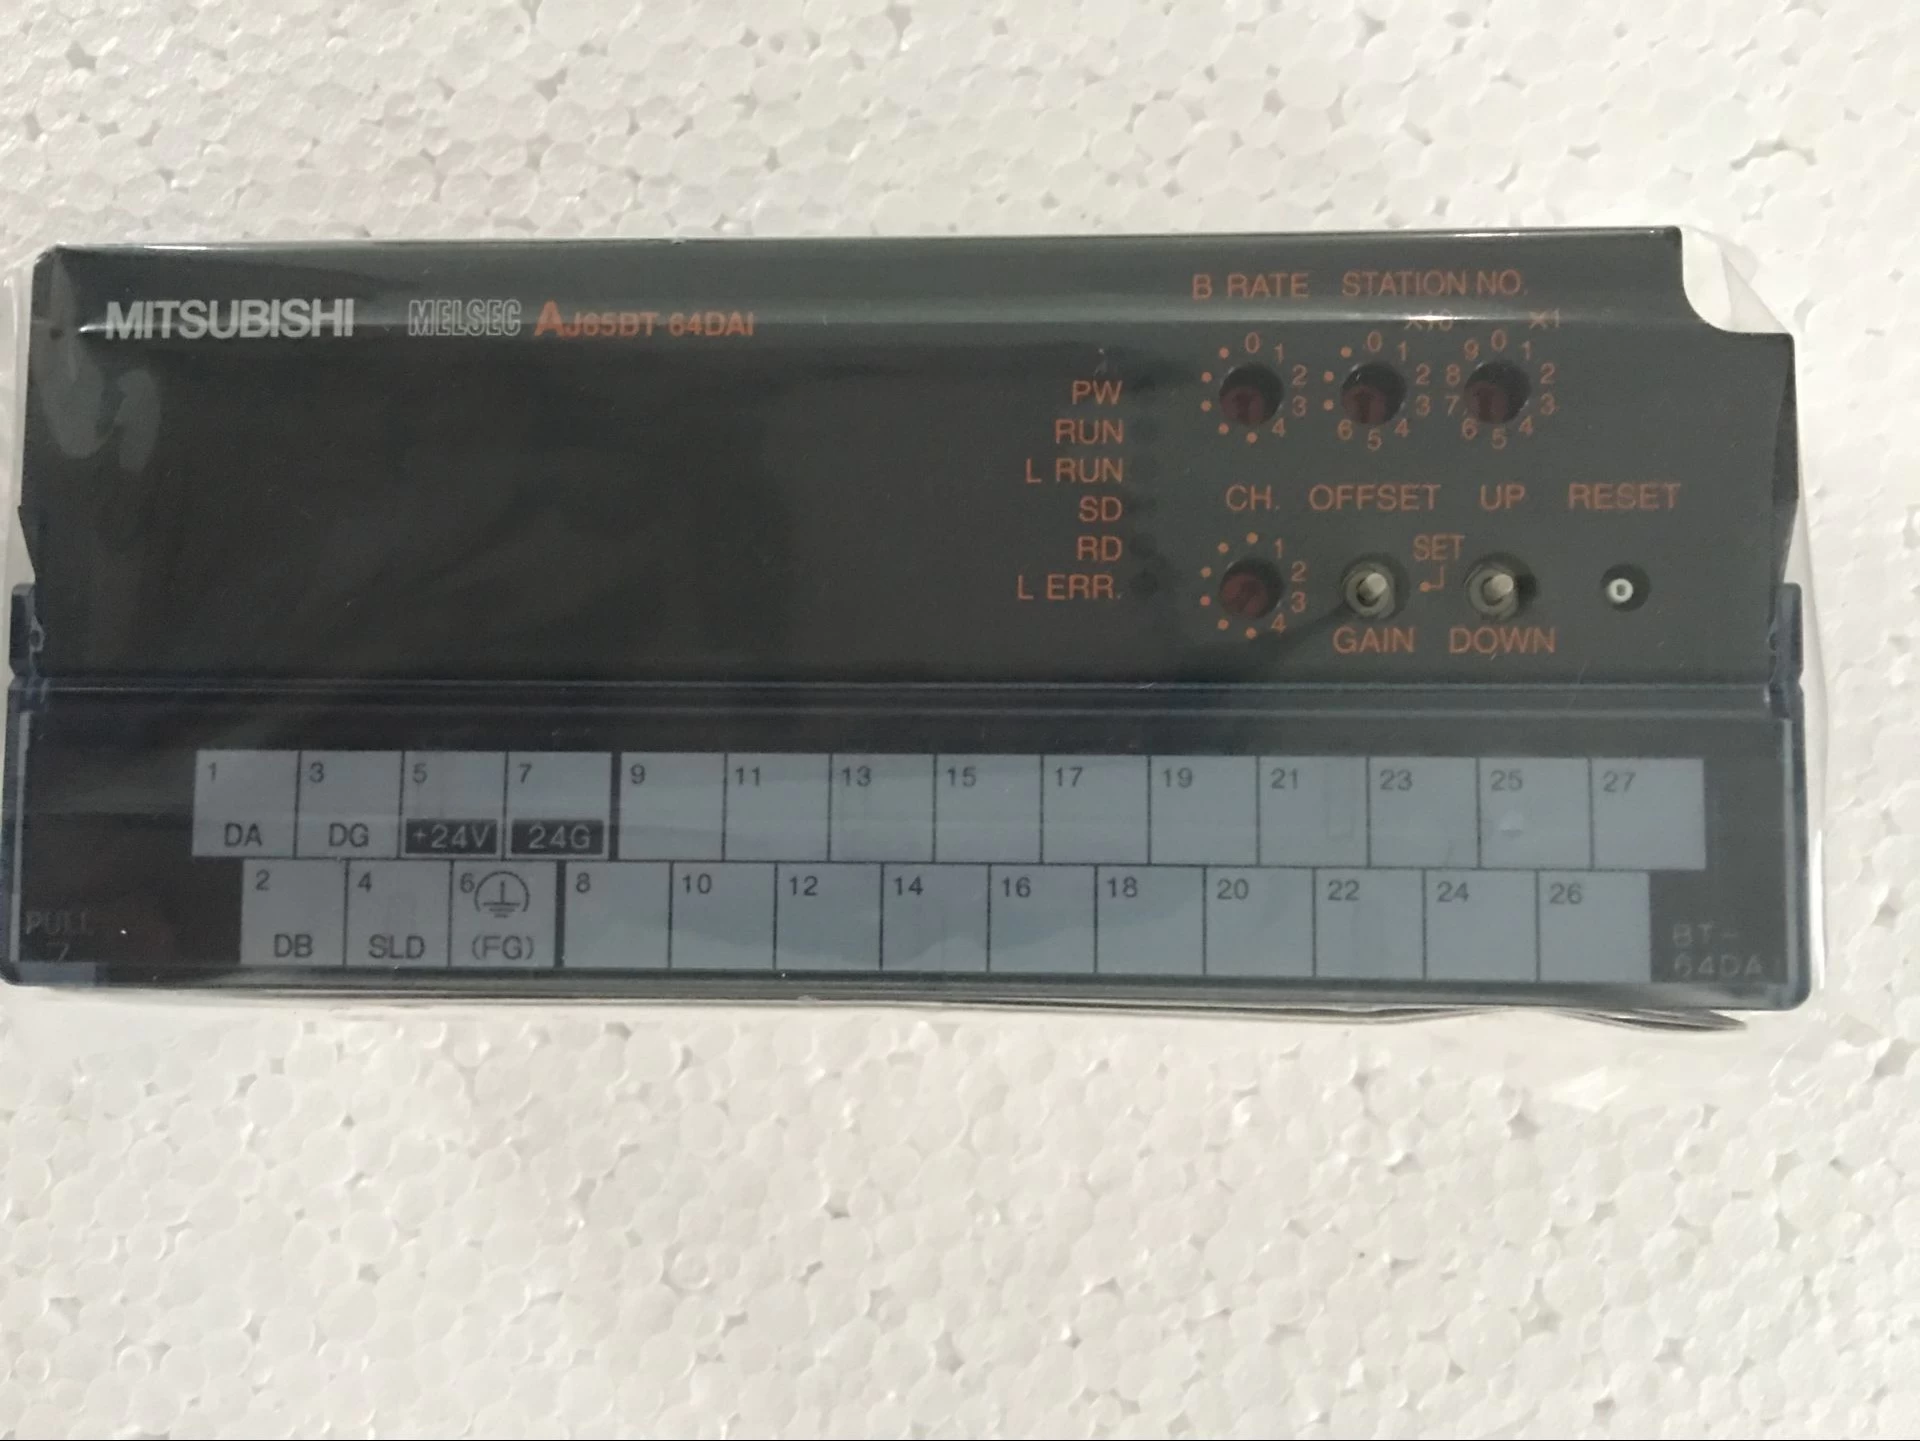 MITSUBISHI MELSEC AJ65BT-64DAI
B RATE STATION NO.
X10 X1
0 1 2 3 4
0 1 2 3 4 5 6
0 1 2 3 4 5 6 7 8 9
PW
RUN
L RUN
SD
RD
L ERR.
CH. OFFSET UP RESET
1 2 3 4
SET
GAIN DOWN
1 3 5 7 9 11 13 15 17 19 21 23 25 27
DA DG +24V 24G
2 4 6 8 10 12 14 16 18 20 22 24 26
DB SLD (FG)
PULL
BT-
64DAI